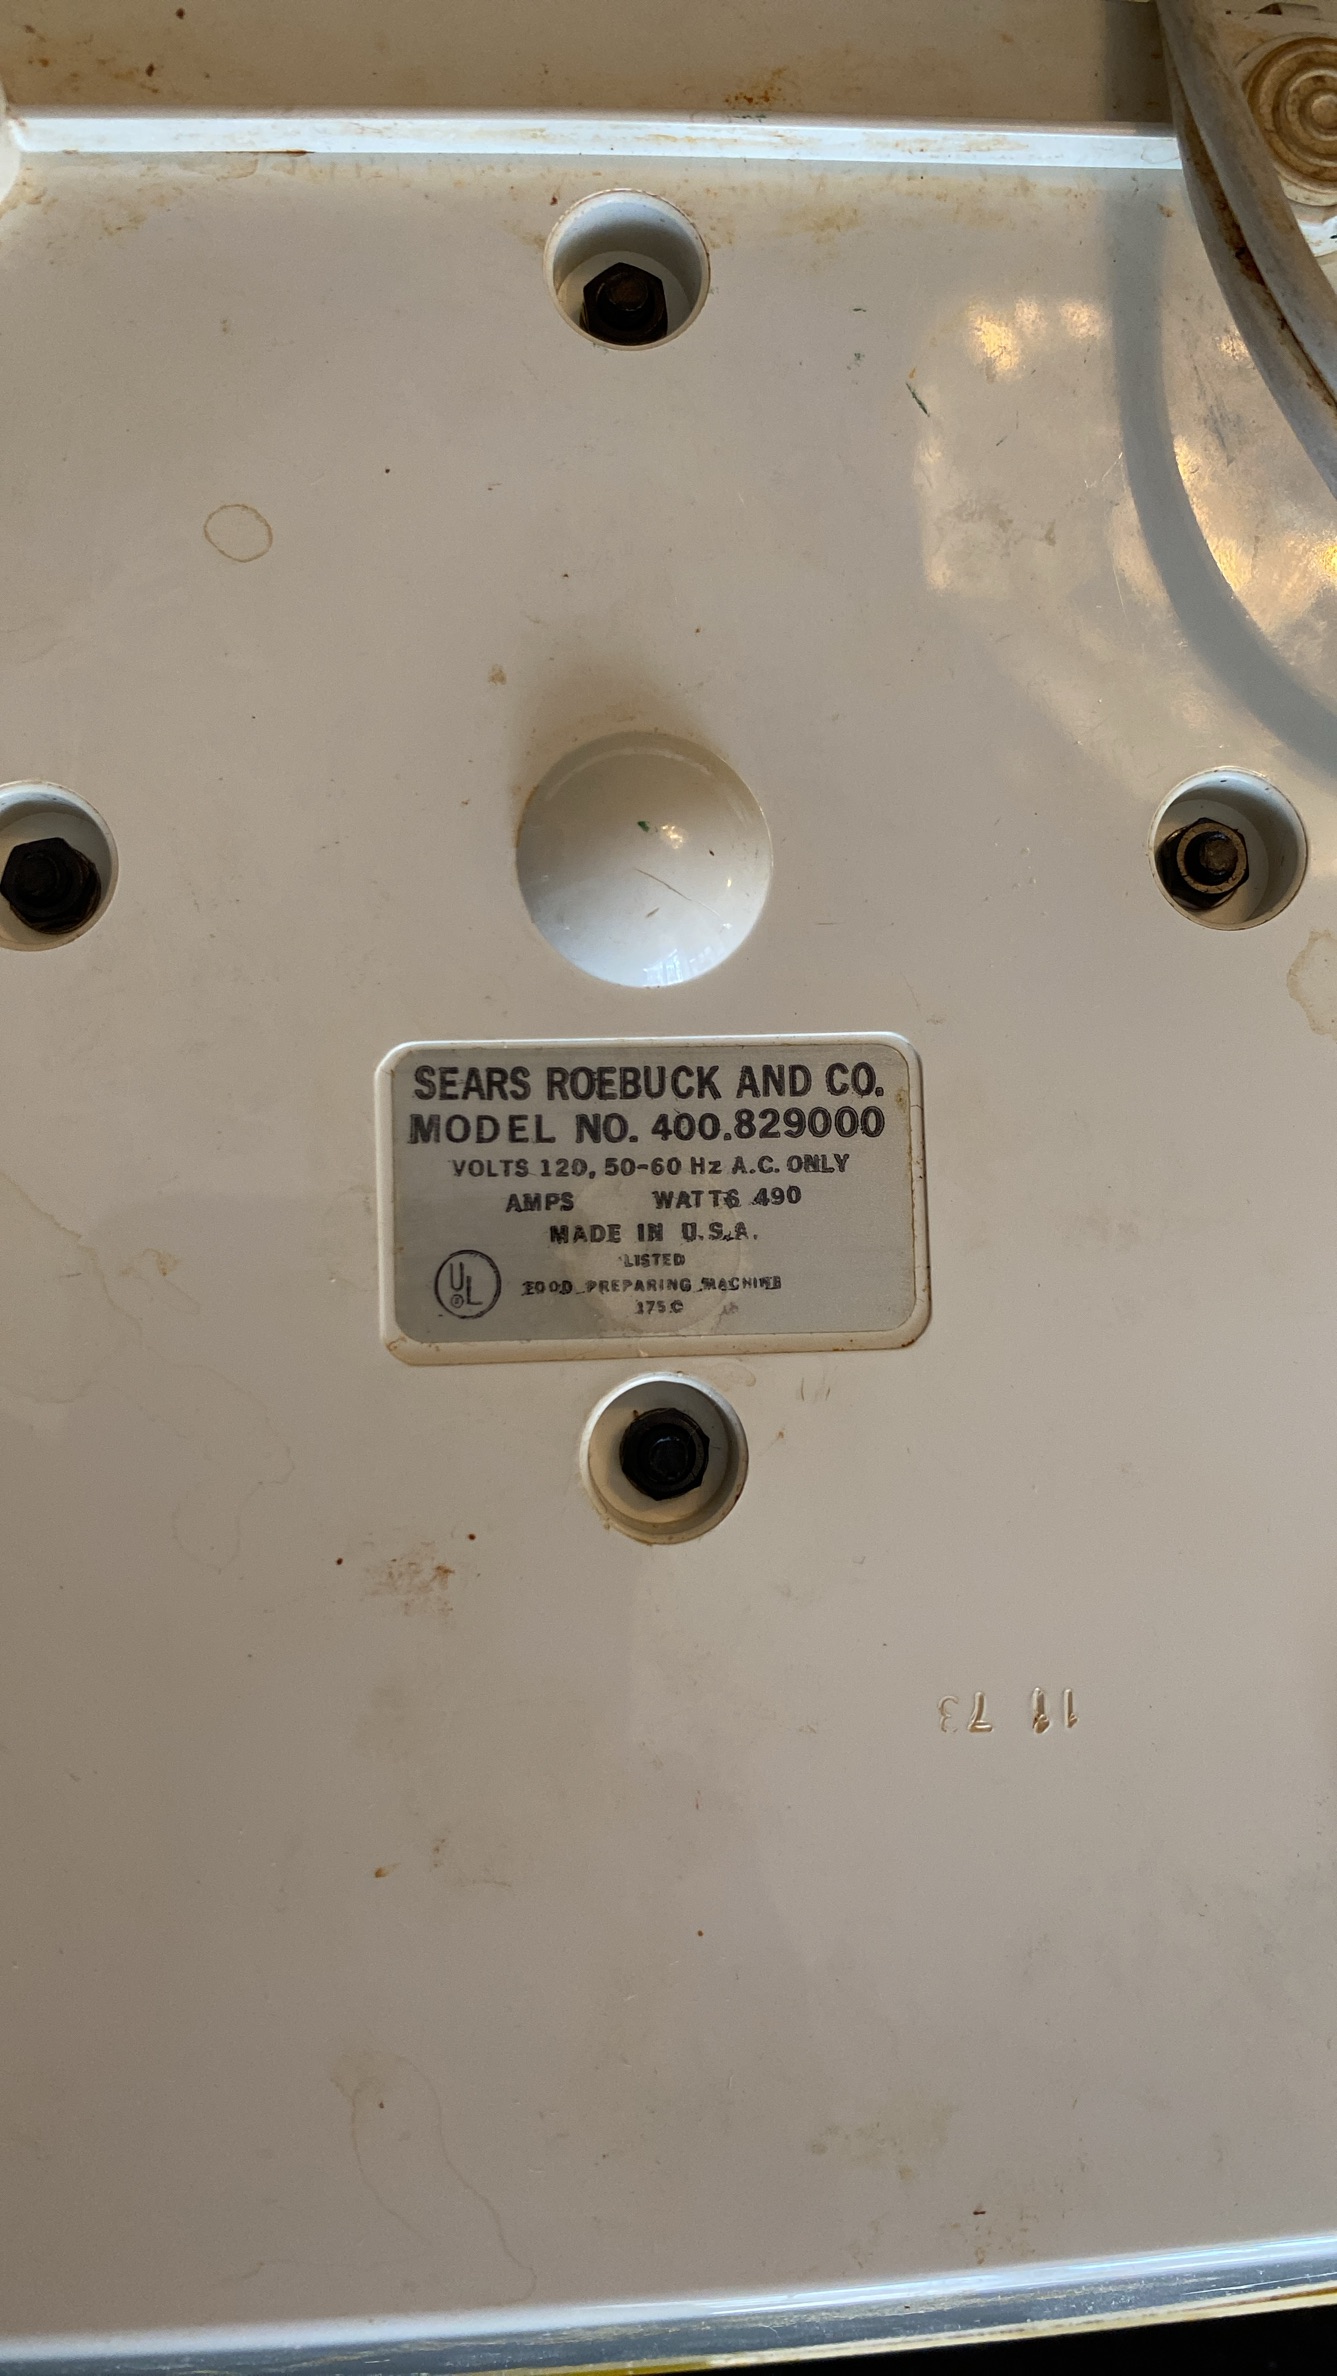 SEARS ROEBUCK AND CO.
MODEL NO. 400.829000
VOLTS 120, 50-60 Hz A.C. ONLY
AMPS WATTS 490
MADE IN U.S.A.
LISTED
UL ®
FOOD PREPARING MACHINE
175C
11 73